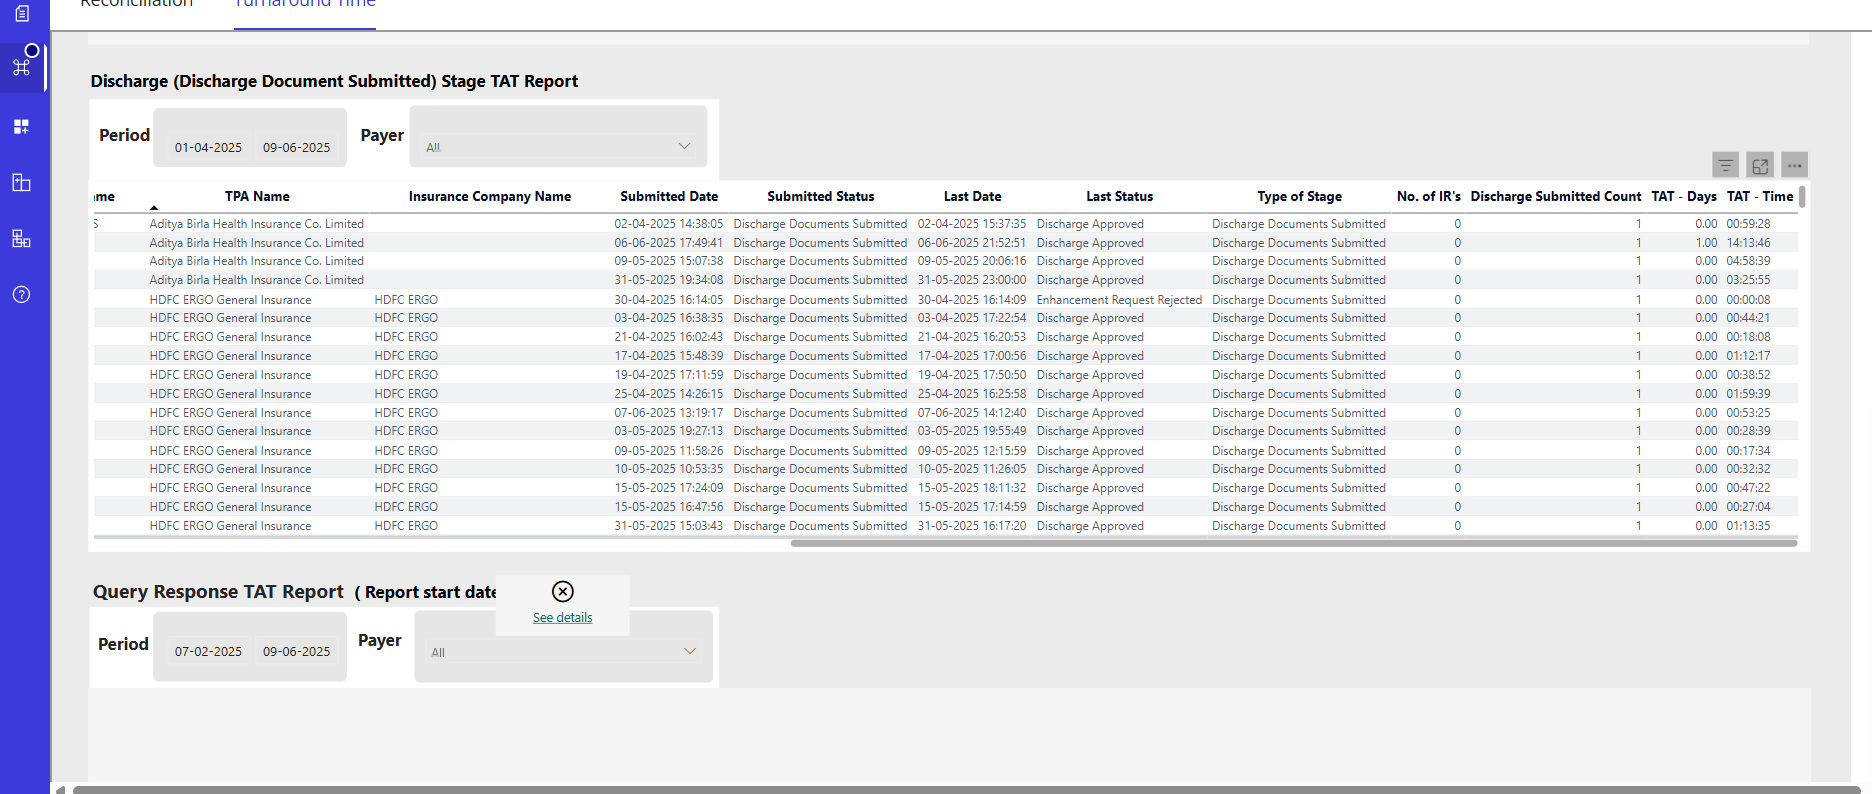 Reconciliation Turnaround Time
Discharge (Discharge Document Submitted) Stage TAT Report
Period 01-04-2025 09-06-2025 Payer All
me TPA Name Insurance Company Name Submitted Date Submitted Status Last Date Last Status Type of Stage No. of IR's Discharge Submitted Count TAT - Days TAT - Time
S Aditya Birla Health Insurance Co. Limited 02-04-2025 14:38:05 Discharge Documents Submitted 02-04-2025 15:37:35 Discharge Approved Discharge Documents Submitted 0 1 0.00 00:59:28
Aditya Birla Health Insurance Co. Limited 06-06-2025 17:49:41 Discharge Documents Submitted 06-06-2025 21:52:51 Discharge Approved Discharge Documents Submitted 0 1 1.00 14:13:46
Aditya Birla Health Insurance Co. Limited 09-05-2025 15:07:38 Discharge Documents Submitted 09-05-2025 20:06:16 Discharge Approved Discharge Documents Submitted 0 1 0.00 04:58:39
Aditya Birla Health Insurance Co. Limited 31-05-2025 19:34:08 Discharge Documents Submitted 31-05-2025 23:00:00 Discharge Approved Discharge Documents Submitted 0 1 0.00 03:25:55
HDFC ERGO General Insurance HDFC ERGO 30-04-2025 16:14:05 Discharge Documents Submitted 30-04-2025 16:14:09 Enhancement Request Rejected Discharge Documents Submitted 0 1 0.00 00:00:08
HDFC ERGO General Insurance HDFC ERGO 03-04-2025 16:38:35 Discharge Documents Submitted 03-04-2025 17:22:54 Discharge Approved Discharge Documents Submitted 0 1 0.00 00:44:21
HDFC ERGO General Insurance HDFC ERGO 21-04-2025 16:02:43 Discharge Documents Submitted 21-04-2025 16:20:53 Discharge Approved Discharge Documents Submitted 0 1 0.00 00:18:08
HDFC ERGO General Insurance HDFC ERGO 17-04-2025 15:48:39 Discharge Documents Submitted 17-04-2025 17:00:56 Discharge Approved Discharge Documents Submitted 0 1 0.00 01:12:17
HDFC ERGO General Insurance HDFC ERGO 19-04-2025 17:11:59 Discharge Documents Submitted 19-04-2025 17:50:50 Discharge Approved Discharge Documents Submitted 0 1 0.00 00:38:52
HDFC ERGO General Insurance HDFC ERGO 25-04-2025 14:26:15 Discharge Documents Submitted 25-04-2025 16:25:58 Discharge Approved Discharge Documents Submitted 0 1 0.00 01:59:39
HDFC ERGO General Insurance HDFC ERGO 07-06-2025 13:19:17 Discharge Documents Submitted 07-06-2025 14:12:40 Discharge Approved Discharge Documents Submitted 0 1 0.00 00:53:25
HDFC ERGO General Insurance HDFC ERGO 03-05-2025 19:27:13 Discharge Documents Submitted 03-05-2025 19:55:49 Discharge Approved Discharge Documents Submitted 0 1 0.00 00:28:39
HDFC ERGO General Insurance HDFC ERGO 09-05-2025 11:58:26 Discharge Documents Submitted 09-05-2025 12:15:59 Discharge Approved Discharge Documents Submitted 0 1 0.00 00:17:34
HDFC ERGO General Insurance HDFC ERGO 10-05-2025 10:53:35 Discharge Documents Submitted 10-05-2025 11:26:05 Discharge Approved Discharge Documents Submitted 0 1 0.00 00:32:32
HDFC ERGO General Insurance HDFC ERGO 15-05-2025 17:24:09 Discharge Documents Submitted 15-05-2025 18:11:32 Discharge Approved Discharge Documents Submitted 0 1 0.00 00:47:22
HDFC ERGO General Insurance HDFC ERGO 15-05-2025 16:47:56 Discharge Documents Submitted 15-05-2025 17:14:59 Discharge Approved Discharge Documents Submitted 0 1 0.00 00:27:04
HDFC ERGO General Insurance HDFC ERGO 31-05-2025 15:03:43 Discharge Documents Submitted 31-05-2025 16:17:20 Discharge Approved Discharge Documents Submitted 0 1 0.00 01:13:35
Query Response TAT Report ( Report start date
See details
Period 07-02-2025 09-06-2025 Payer All